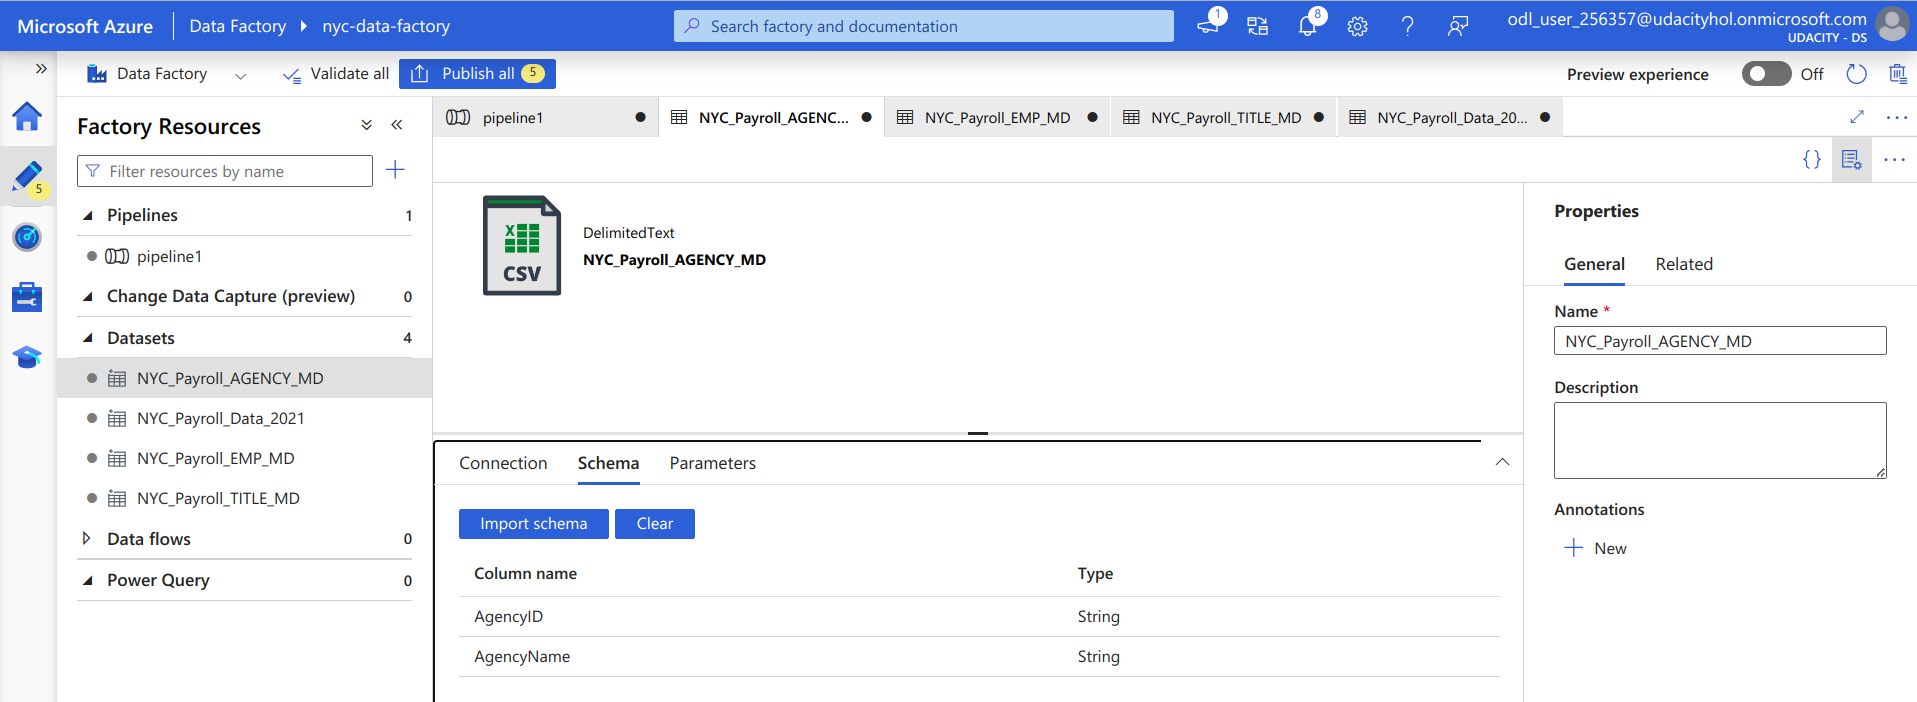 Microsoft Azure
Data Factory
nyc-data-factory
Search factory and documentation
1
8
odl_user_256357@udacityhol.onmicrosoft.com
UDACITY - DS
Data Factory
Validate all
Publish all 5
Preview experience
Off
5
Factory Resources
Filter resources by name
Pipelines 1
pipeline1
Change Data Capture (preview) 0
Datasets 4
NYC_Payroll_AGENCY_MD
NYC_Payroll_Data_2021
NYC_Payroll_EMP_MD
NYC_Payroll_TITLE_MD
Data flows 0
Power Query 0
pipeline1
NYC_Payroll_AGENC...
NYC_Payroll_EMP_MD
NYC_Payroll_TITLE_MD
NYC_Payroll_Data_20...
{}
X
CSV
DelimitedText
NYC_Payroll_AGENCY_MD
Connection Schema Parameters
Import schema Clear
Column name Type
AgencyID String
AgencyName String
Properties
General Related
Name *
NYC_Payroll_AGENCY_MD
Description
Annotations
New